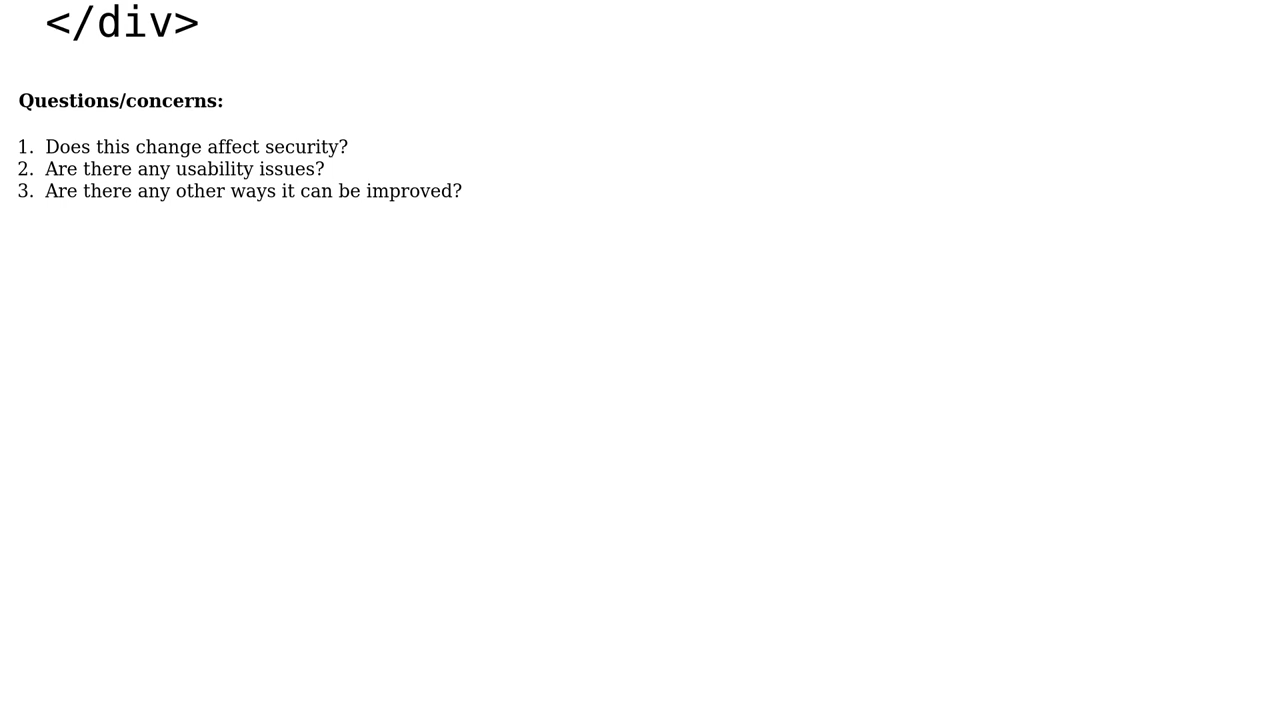 </div>
Questions/concerns:
1. Does this change affect security?
2. Are there any usability issues?
3. Are there any other ways it can be improved?